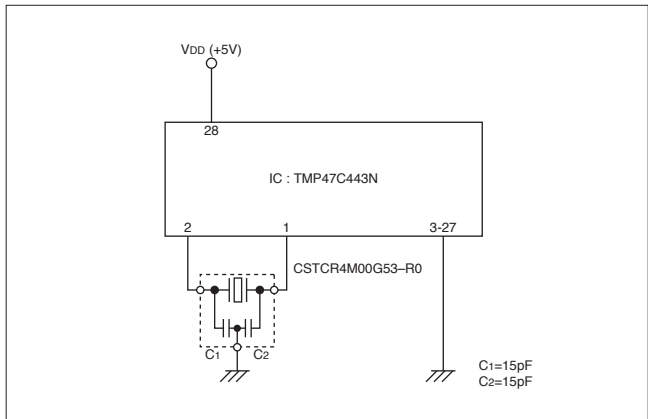 VDD (+5V)
28
IC : TMP47C443N
2 1 3-27
CSTCR4M00G53–R0
C1 C2
C1=15pF
C2=15pF